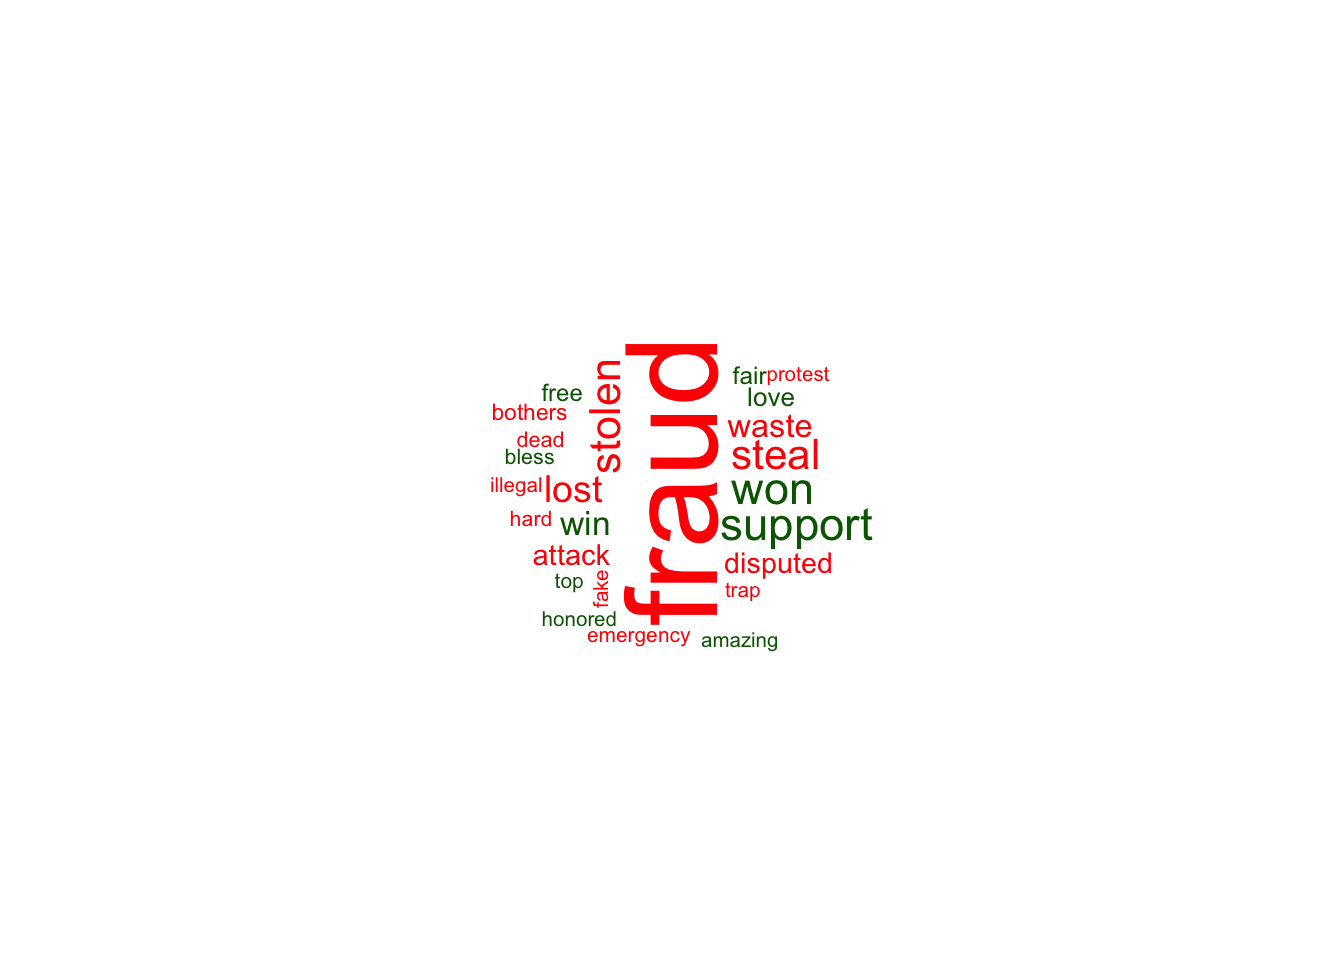 fraud
stolen
fair
protest
free
love
bothers
waste
dead
steal
bless
illegal
lost
won
hard
win
support
attack
disputed
top
fake
trap
honored
emergency
amazing